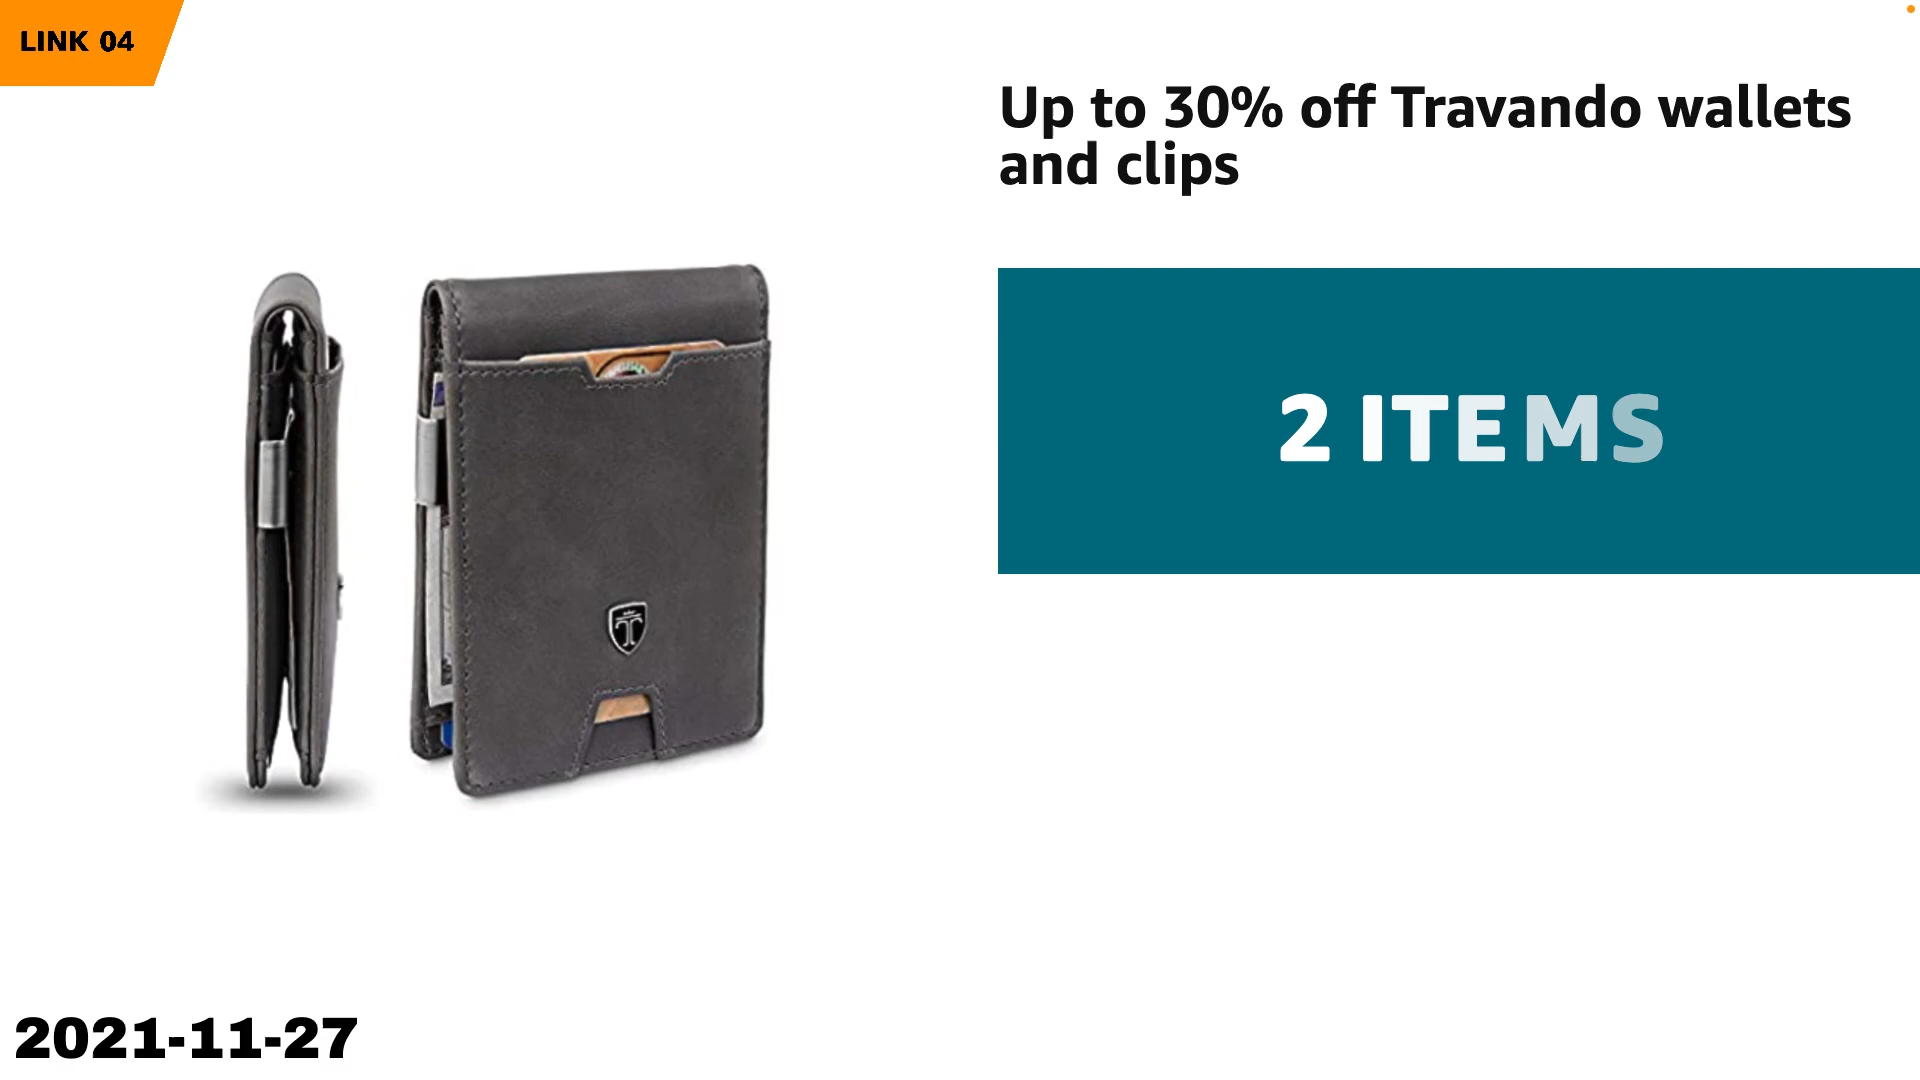 LINK 04
Up to 30% off Travando wallets
and clips
2 ITEMS
T
2021-11-27